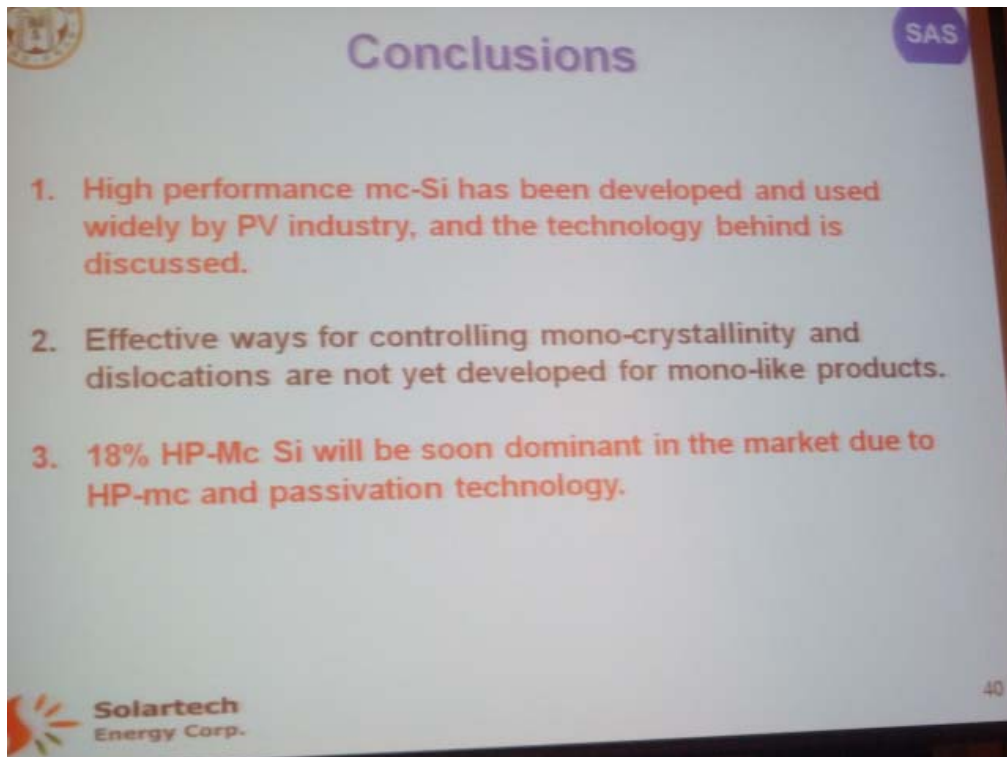 Conclusions
SAS
1. High performance mc-Si has been developed and used
widely by PV industry, and the technology behind is
discussed.
2. Effective ways for controlling mono-crystallinity and
dislocations are not yet developed for mono-like products.
3. 18% HP-Mc Si will be soon dominant in the market due to
HP-mc and passivation technology.
Solartech
Energy Corp.
40